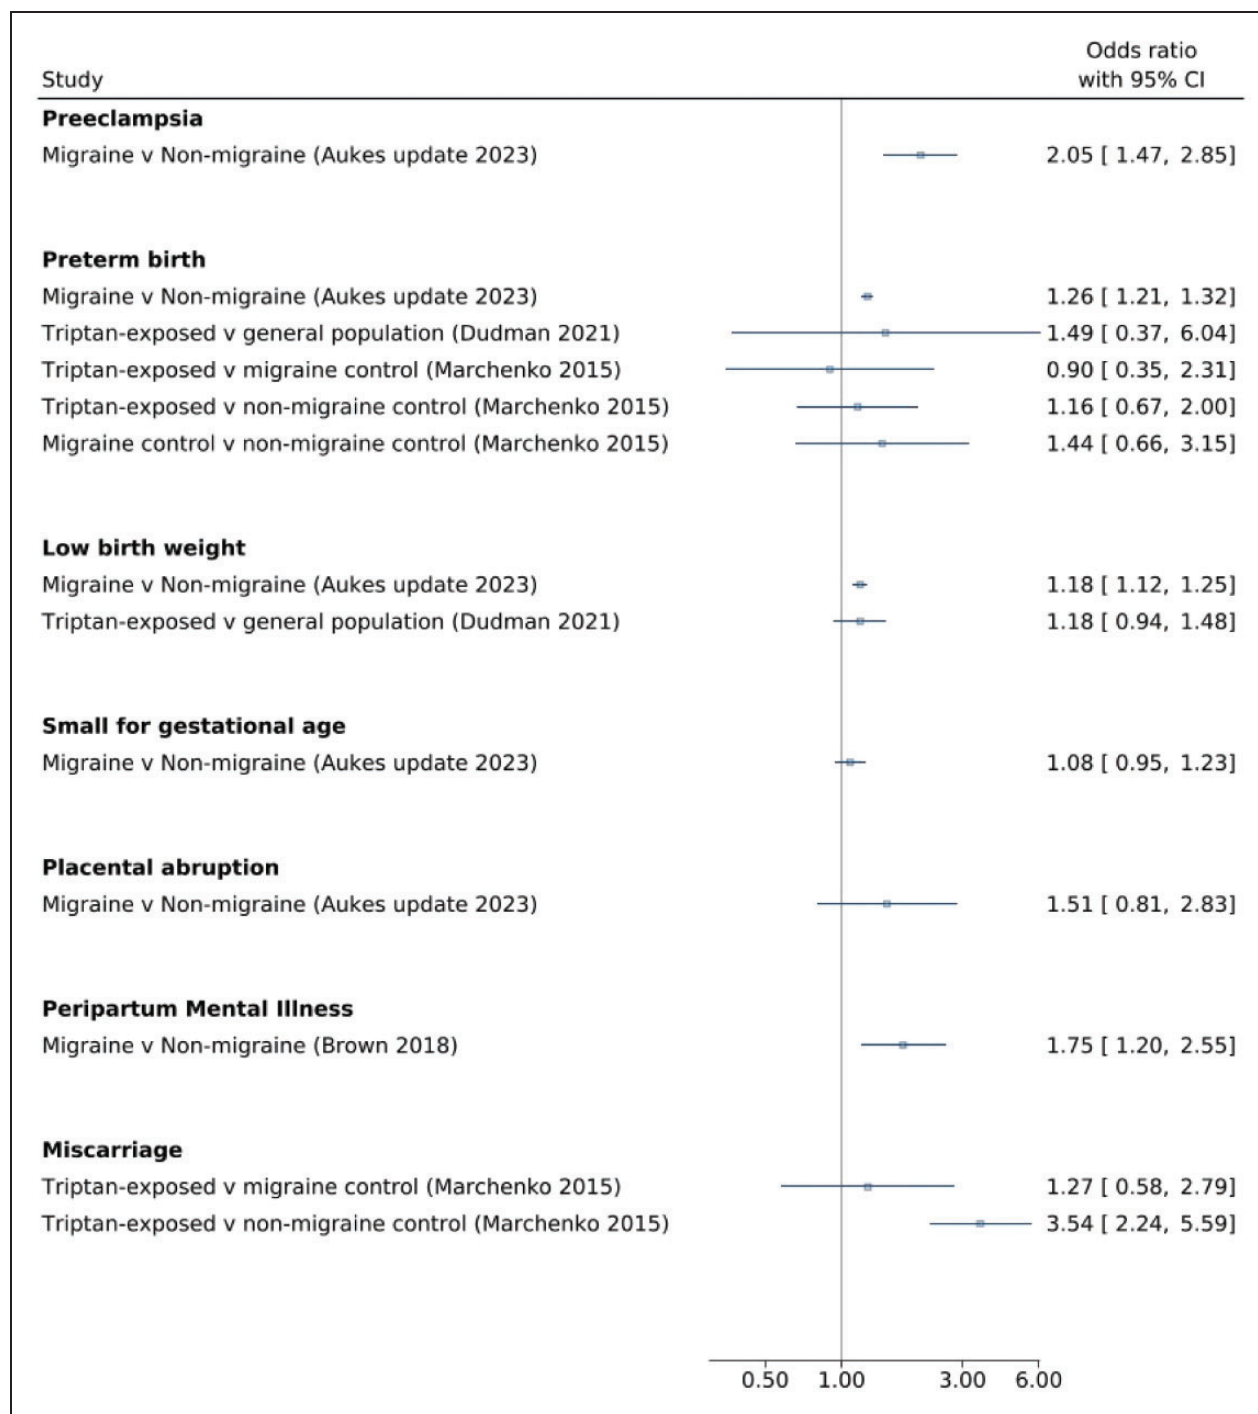 Odds ratio
Study with 95% CI
Preeclampsia
Migraine v Non-migraine (Aukes update 2023) 2.05 [ 1.47, 2.85]
Preterm birth
Migraine v Non-migraine (Aukes update 2023) 1.26 [ 1.21, 1.32]
Triptan-exposed v general population (Dudman 2021) 1.49 [ 0.37, 6.04]
Triptan-exposed v migraine control (Marchenko 2015) 0.90 [ 0.35, 2.31]
Triptan-exposed v non-migraine control (Marchenko 2015) 1.16 [ 0.67, 2.00]
Migraine control v non-migraine control (Marchenko 2015) 1.44 [ 0.66, 3.15]
Low birth weight
Migraine v Non-migraine (Aukes update 2023) 1.18 [ 1.12, 1.25]
Triptan-exposed v general population (Dudman 2021) 1.18 [ 0.94, 1.48]
Small for gestational age
Migraine v Non-migraine (Aukes update 2023) 1.08 [ 0.95, 1.23]
Placental abruption
Migraine v Non-migraine (Aukes update 2023) 1.51 [ 0.81, 2.83]
Peripartum Mental Illness
Migraine v Non-migraine (Brown 2018) 1.75 [ 1.20, 2.55]
Miscarriage
Triptan-exposed v migraine control (Marchenko 2015) 1.27 [ 0.58, 2.79]
Triptan-exposed v non-migraine control (Marchenko 2015) 3.54 [ 2.24, 5.59]
0.50 1.00 3.00 6.00